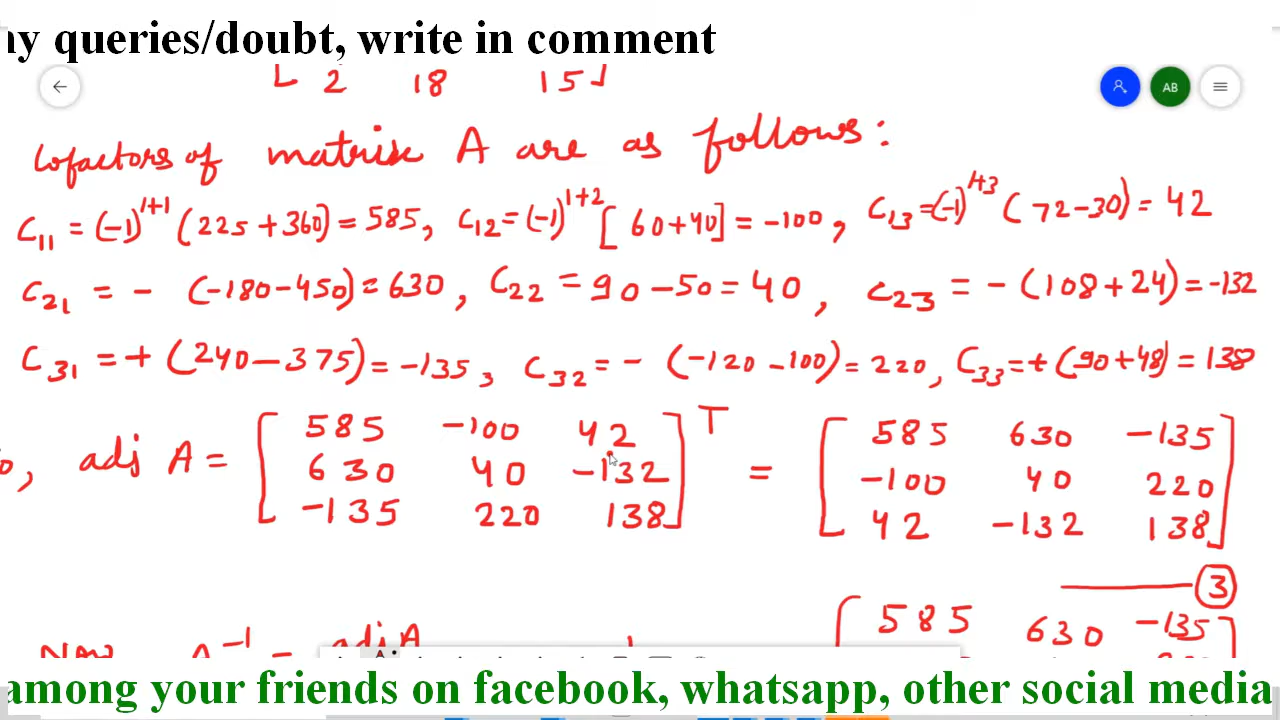 ny queries/doubt, write in comment
[ 2 18 15 ]
AB
Cofactors of matrix A are as follows:
C11 = (-1)^1+1 (225+360) = 585, C12 = (-1)^1+2 [60+40] = -100, C13 = (-1)^1+3 (72-30) = 42
C21 = - (-180-450) = 630, C22 = 90-50 = 40, C23 = - (108+24) = -132
C31 = + (240-375) = -135, C32 = - (-120-100) = 220, C33 = + (90+48) = 138
o, adj A = [ 585 -100 42 ]T = [ 585 630 -135 ]
630 40 -132 -100 40 220
-135 220 138 42 -132 138
3
585 630 -135
Now A^-1 = adj A
among your friends on facebook, whatsapp, other social media